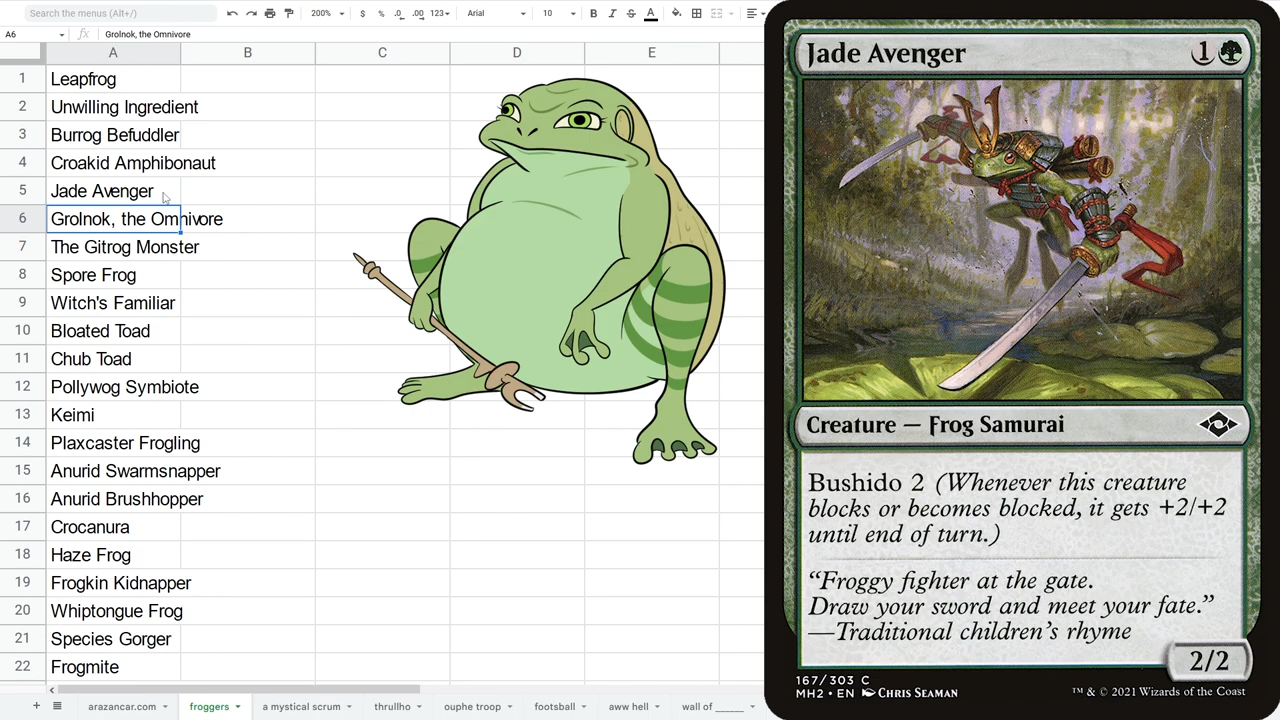 Search the menus (Alt+/)
200%
$
%
.0
.00
123
Arial
10
B
I
S
A
A6
fx
Grolnok, the Omnivore
A
B
C
D
E
1 Leapfrog
2 Unwilling Ingredient
3 Burrog Befuddler
4 Croakid Amphibonaut
5 Jade Avenger
6 Grolnok, the Omnivore
7 The Gitrog Monster
8 Spore Frog
9 Witch's Familiar
10 Bloated Toad
11 Chub Toad
12 Pollywog Symbiote
13 Keimi
14 Plaxcaster Frogling
15 Anurid Swarmsnapper
16 Anurid Brushhopper
17 Crocanura
18 Haze Frog
19 Frogkin Kidnapper
20 Whiptongue Frog
21 Species Gorger
22 Frogmite
+
arazarcar.com
froggers
a mystical scrum
thrullho
ouphe troop
footsball
aww hell
wall of _____
Jade Avenger
1
Creature — Frog Samurai
Bushido 2 (Whenever this creature
blocks or becomes blocked, it gets +2/+2
until end of turn.)
“Froggy fighter at the gate.
Draw your sword and meet your fate.”
—Traditional children’s rhyme
2/2
167/303 C
MH2 • EN Chris Seaman
™ & © 2021 Wizards of the Coast